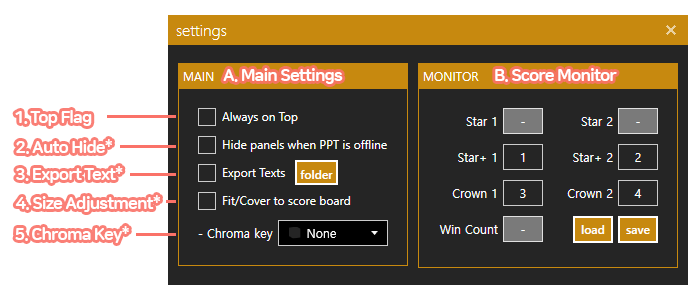 settings
MAIN A. Main Settings
1. Top Flag Always on Top
2. Auto Hide* Hide panels when PPT is offline
3. Export Text* Export Texts folder
4. Size Adjustment* Fit/Cover to score board
5. Chroma Key* - Chroma key None
MONITOR B. Score Monitor
Star 1 - Star 2 -
Star+ 1 1 Star+ 2 2
Crown 1 3 Crown 2 4
Win Count - load save